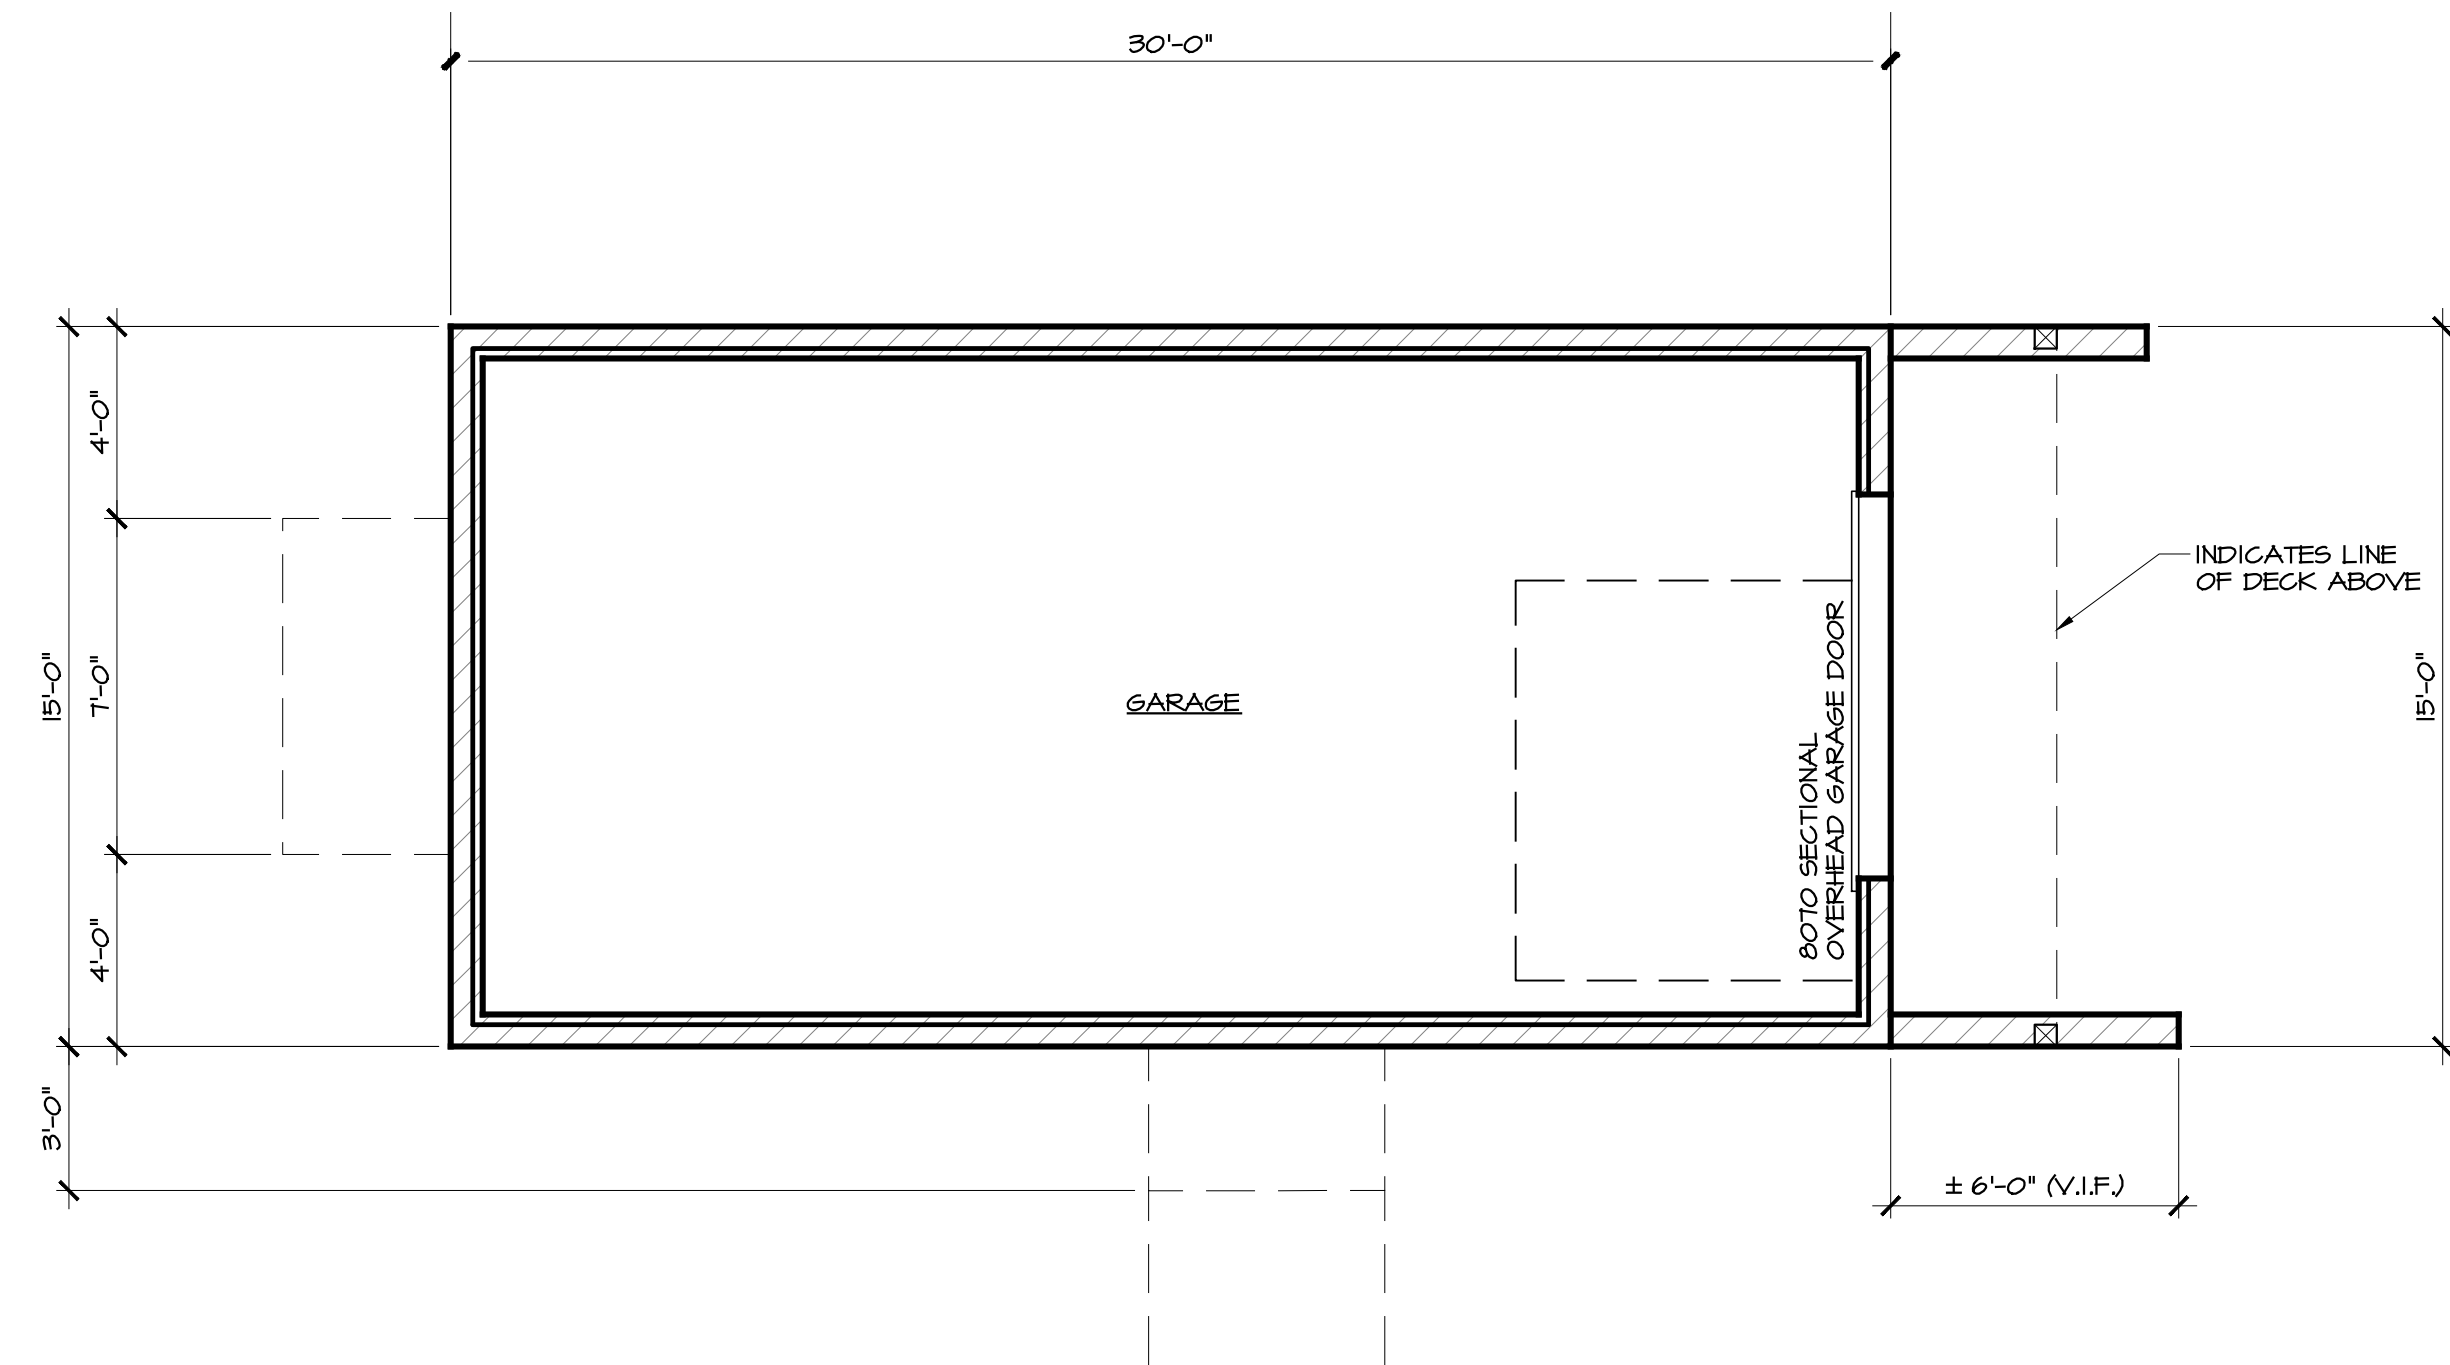 30'-0"
4'-0"
15'-0"
7'-0"
4'-0"
3'-0"
GARAGE
8070 SECTIONAL
OVERHEAD GARAGE DOOR
INDICATES LINE
OF DECK ABOVE
15'-0"
± 6'-0" (V.I.F.)